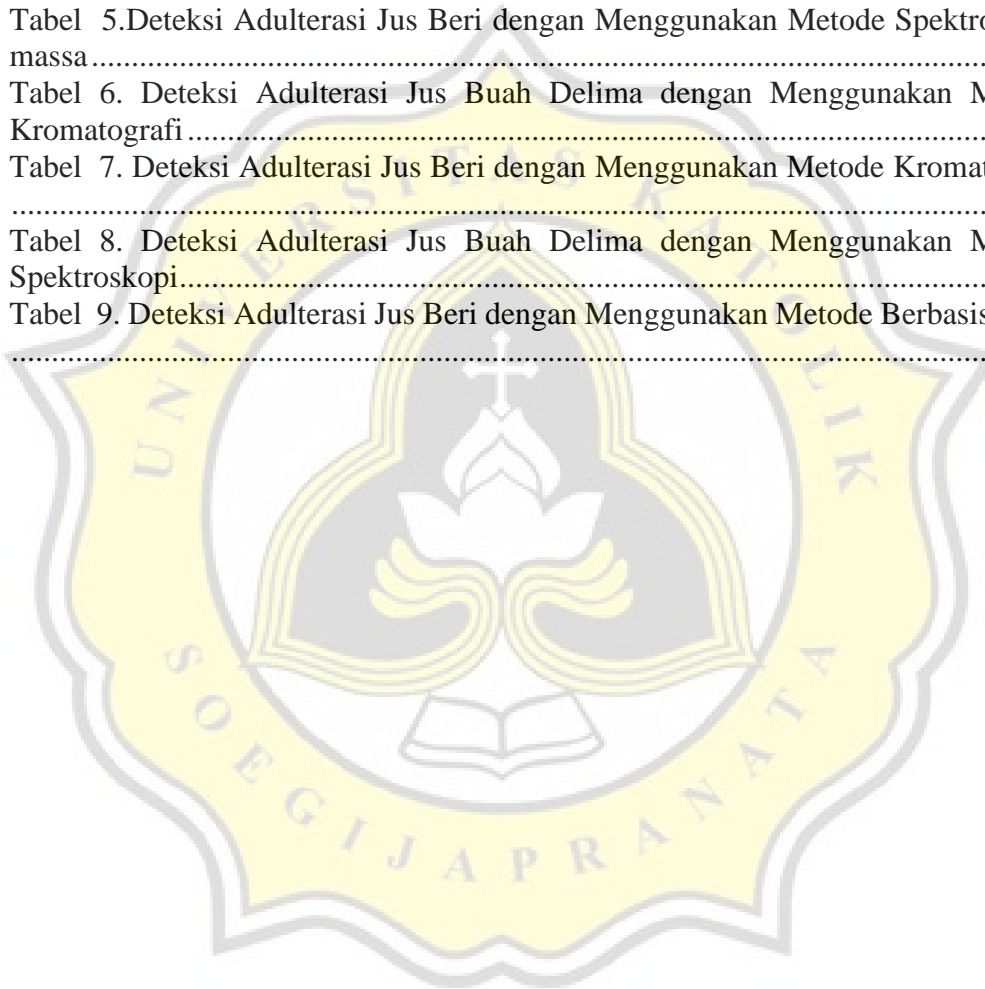 Tabel 5.Deteksi Adulterasi Jus Beri dengan Menggunakan Metode
massa..........................................................................................................
Tabel 6. Deteksi Adulterasi Jus Buah Delima dengan Menggunakan
Kromatografi..............................................................................................
Tabel 7. Deteksi Adulterasi Jus Beri dengan Menggunakan Metode
....................................................................................................................
Tabel 8. Deteksi Adulterasi Jus Buah Delima dengan Menggunakan
Spektroskopi...............................................................................................
Tabel 9. Deteksi Adulterasi Jus Beri dengan Menggunakan Metode Berbasis
....................................................................................................................
UNIVERSITAS KATOLIK
SOEGIJAPRANATA